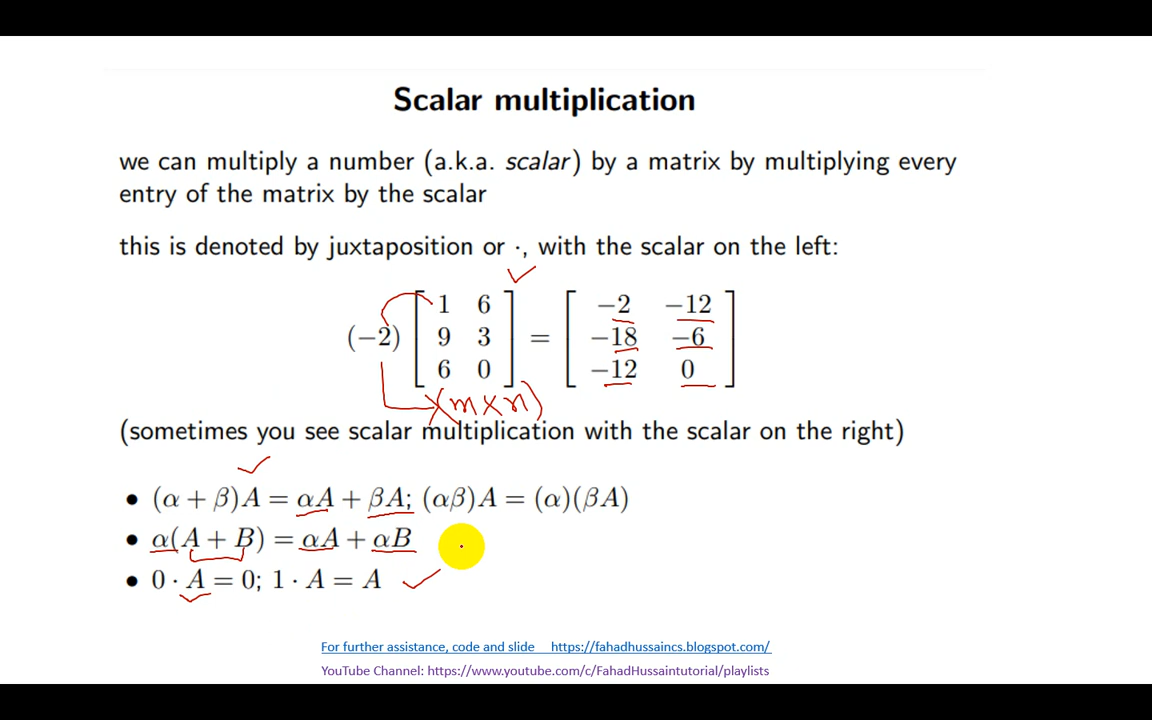 Scalar multiplication
we can multiply a number (a.k.a. scalar) by a matrix by multiplying every
entry of the matrix by the scalar
this is denoted by juxtaposition or ·, with the scalar on the left:
(−2) [ 1 6 ] = [ −2 −12 ]
[ 9 3 ] [ −18 −6 ]
[ 6 0 ] [ −12 0 ]
(m×n)
(sometimes you see scalar multiplication with the scalar on the right)
• (α + β)A = αA + βA; (αβ)A = (α)(βA)
• α(A + B) = αA + αB
• 0 · A = 0; 1 · A = A
For further assistance, code and slide https://fahadhussaincs.blogspot.com/
YouTube Channel: https://www.youtube.com/c/FahadHussaintutorial/playlists